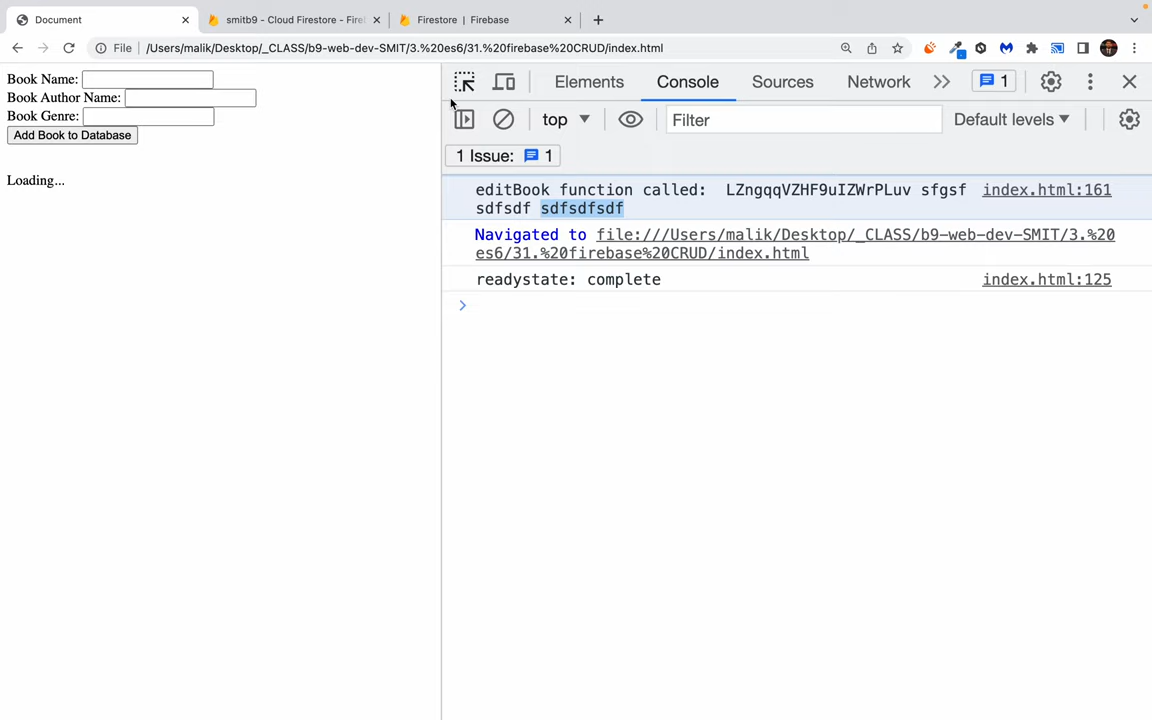 Document
smitb9 - Cloud Firestore - Fire
Firestore | Firebase
File
/Users/malik/Desktop/_CLASS/b9-web-dev-SMIT/3.%20es6/31.%20firebase%20CRUD/index.html
Book Name:
Book Author Name:
Book Genre:
Add Book to Database
Loading...
Elements
Console
Sources
Network
1
top
Filter
Default levels
1 Issue: 1
editBook function called: LZngqqVZHF9uIZWrPLuv sfgsf index.html:161
sdfsdf sdfsdfsdf
Navigated to file:///Users/malik/Desktop/_CLASS/b9-web-dev-SMIT/3.%20
es6/31.%20firebase%20CRUD/index.html
readystate: complete index.html:125